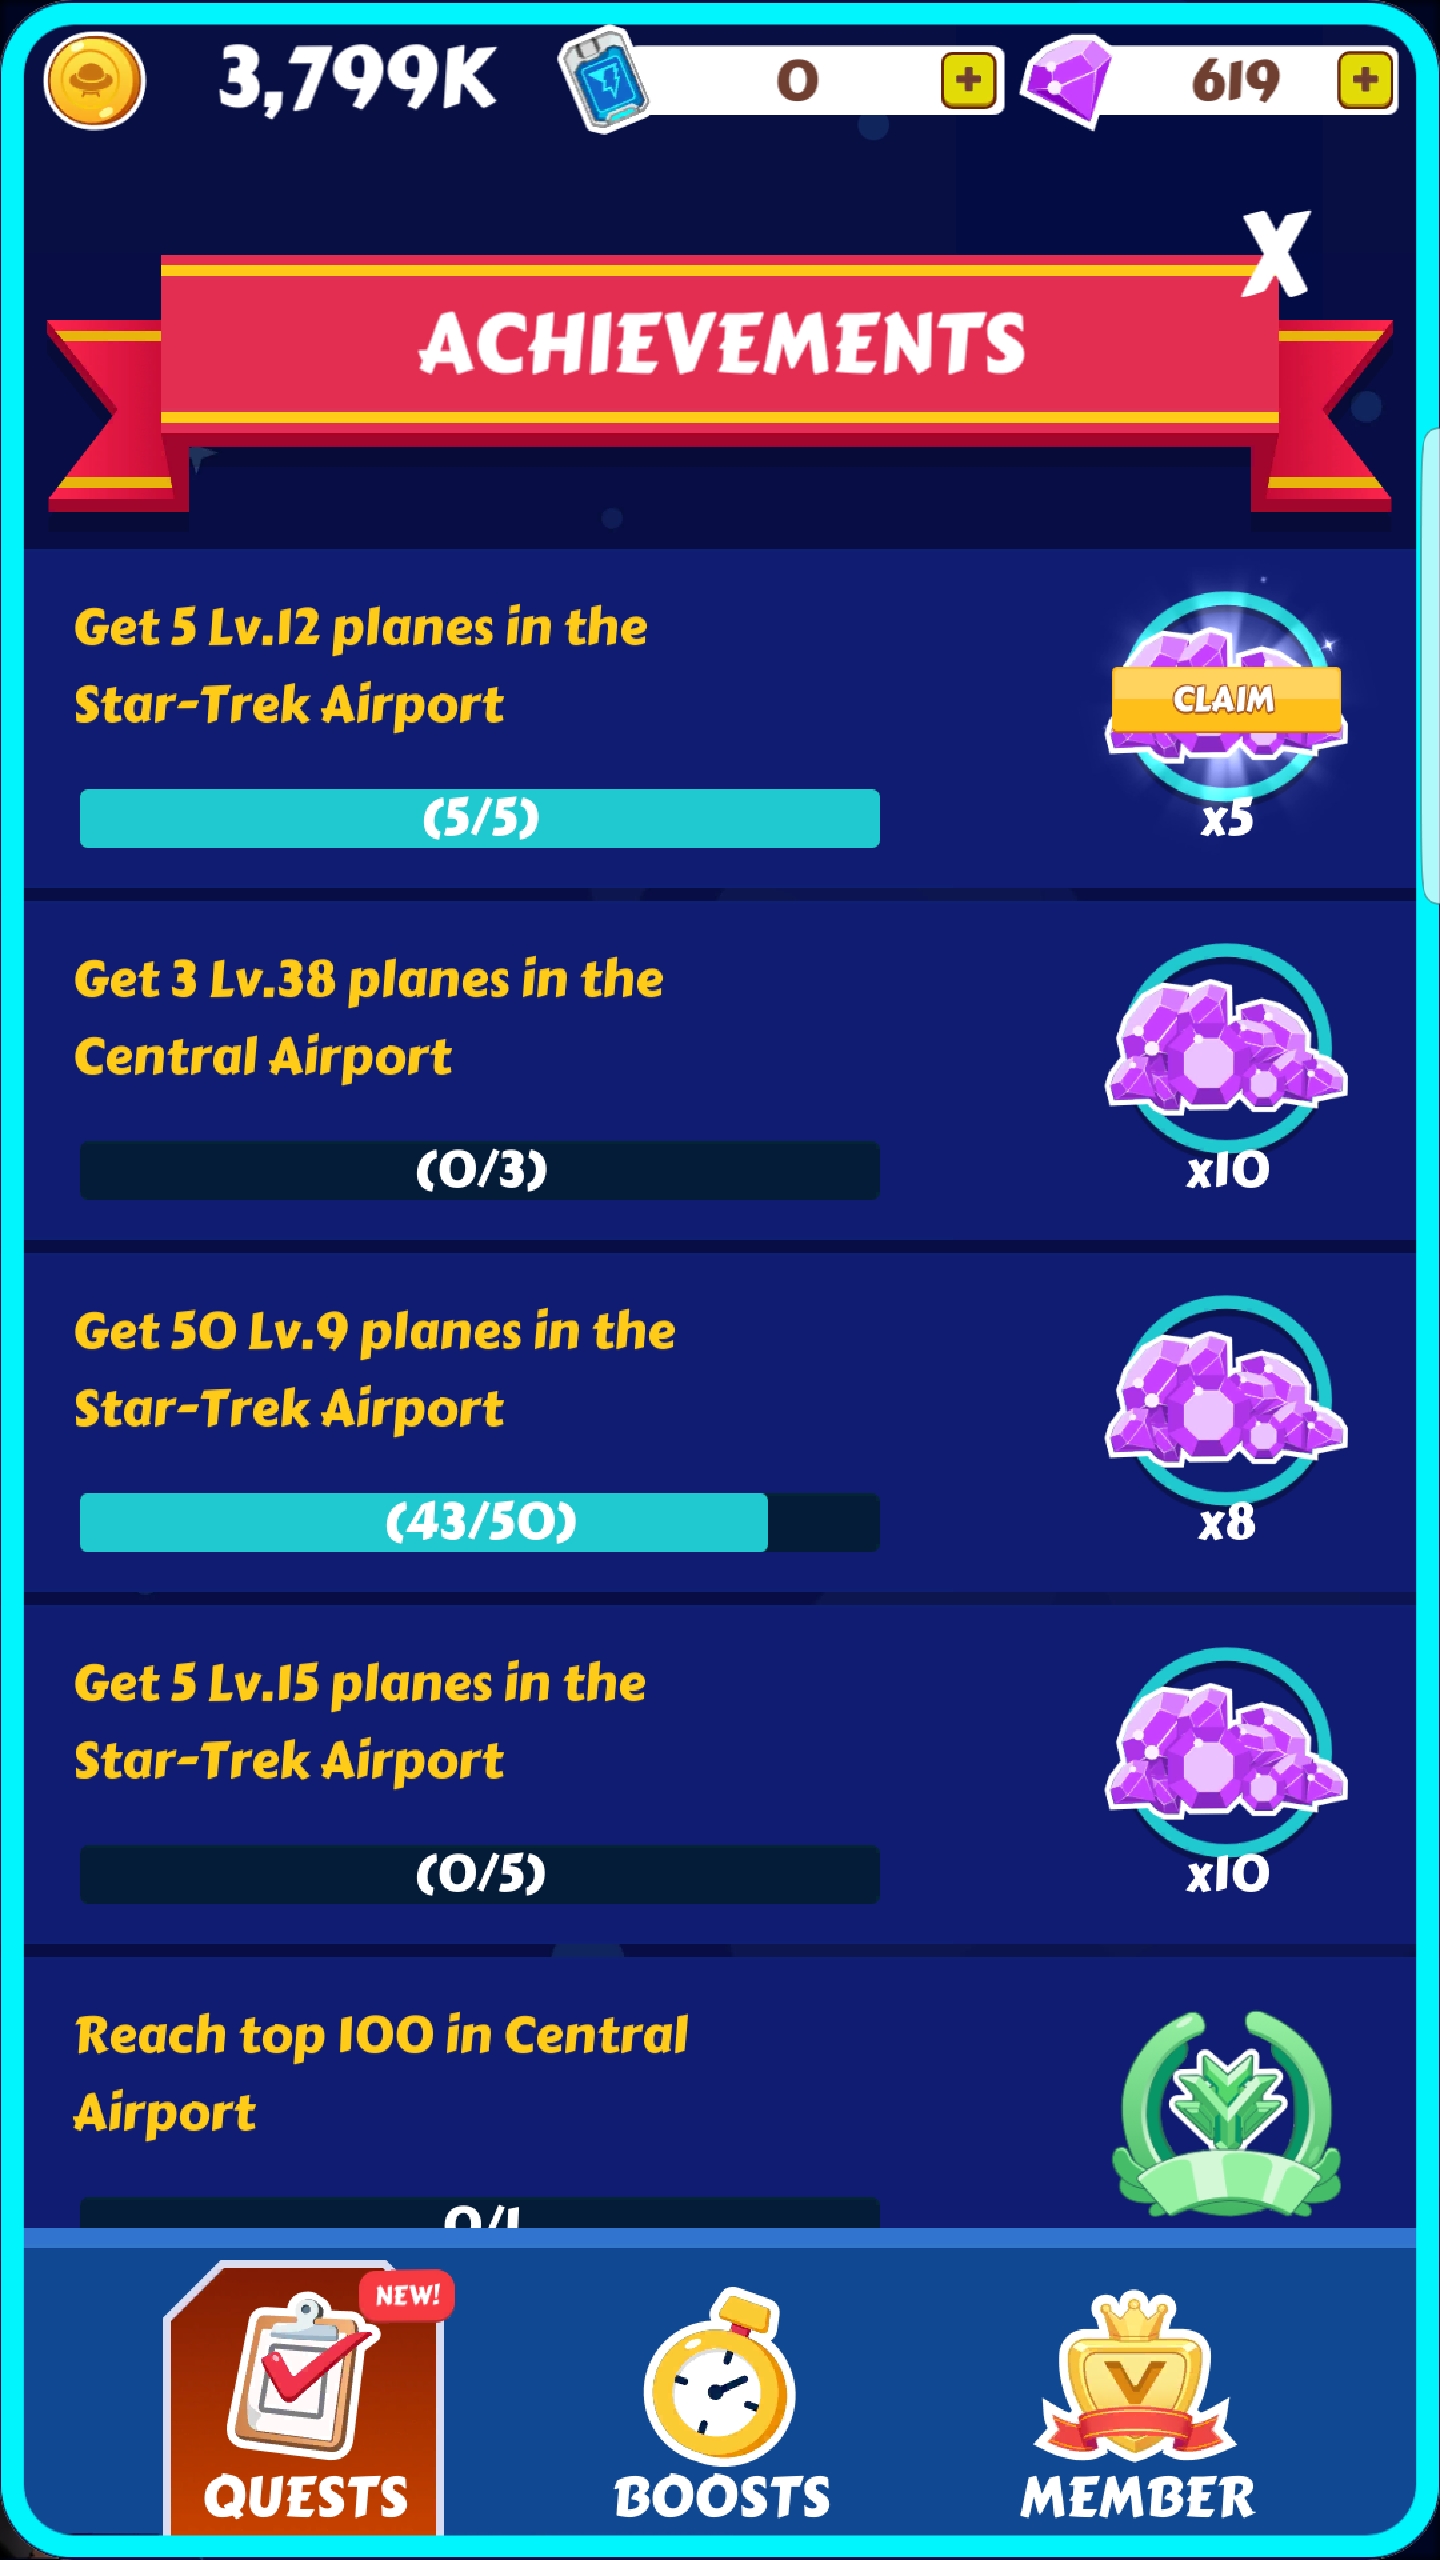 3,799K
0
+
619
+
X
ACHIEVEMENTS
Get 5 Lv.12 planes in the
Star-Trek Airport
CLAIM
(5/5)
x5
Get 3 Lv.38 planes in the
Central Airport
(0/3)
x10
Get 50 Lv.9 planes in the
Star-Trek Airport
(43/50)
x8
Get 5 Lv.15 planes in the
Star-Trek Airport
(0/5)
x10
Reach top 100 in Central
Airport
0/1
NEW!
V
QUESTS
BOOSTS
MEMBER